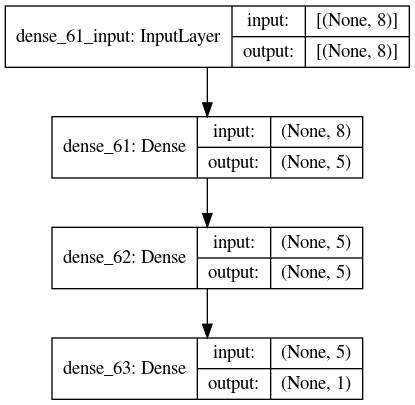 dense_61_input: InputLayer
input: [(None, 8)]
output: [(None, 8)]
dense_61: Dense
input: (None, 8)
output: (None, 5)
dense_62: Dense
input: (None, 5)
output: (None, 5)
dense_63: Dense
input: (None, 5)
output: (None, 1)